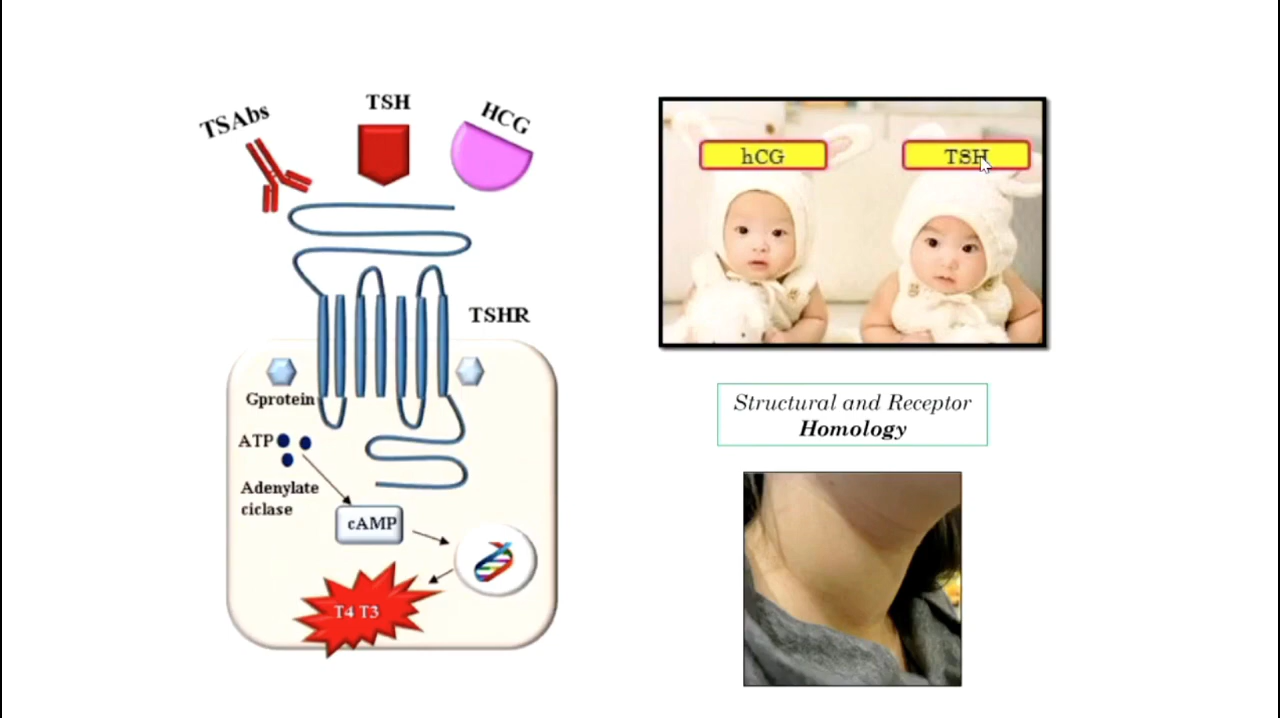 TSAbs
TSH
HCG
TSHR
Gprotein
ATP
Adenylate
ciclase
cAMP
T4 T3
hCG
TSH
Structural and Receptor
Homology